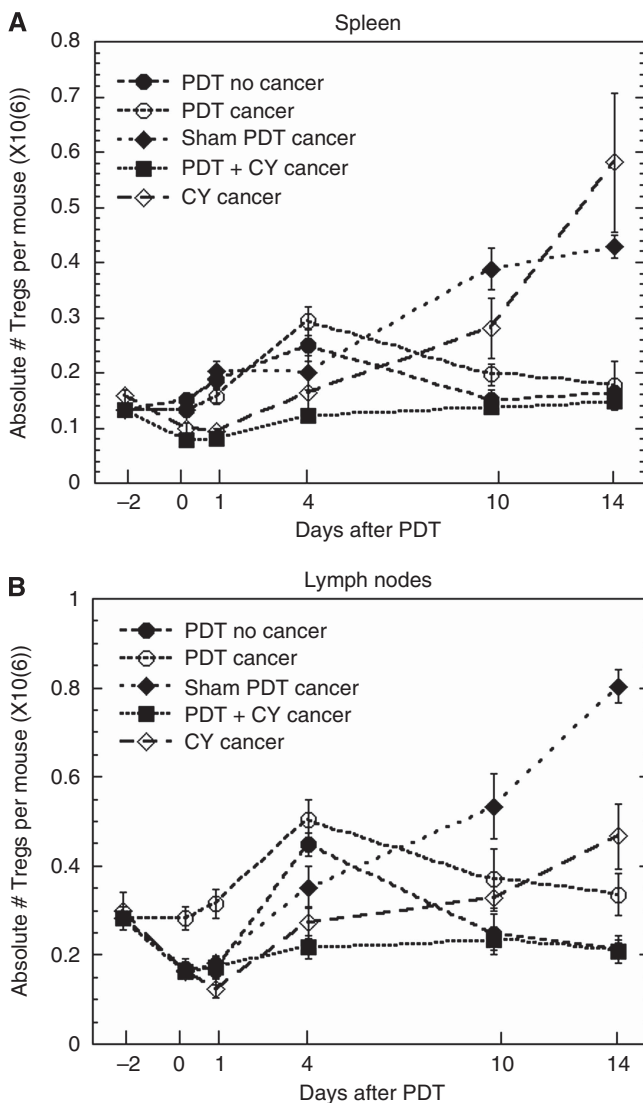 A
Spleen
Absolute # Tregs per mouse (X10(6))
0.8
0.7
0.6
0.5
0.4
0.3
0.2
0.1
0
PDT no cancer
PDT cancer
Sham PDT cancer
PDT + CY cancer
CY cancer
–2 0 1 4 10 14
Days after PDT
B
Lymph nodes
Absolute # Tregs per mouse (X10(6))
1
0.8
0.6
0.4
0.2
0
PDT no cancer
PDT cancer
Sham PDT cancer
PDT + CY cancer
CY cancer
–2 0 1 4 10 14
Days after PDT